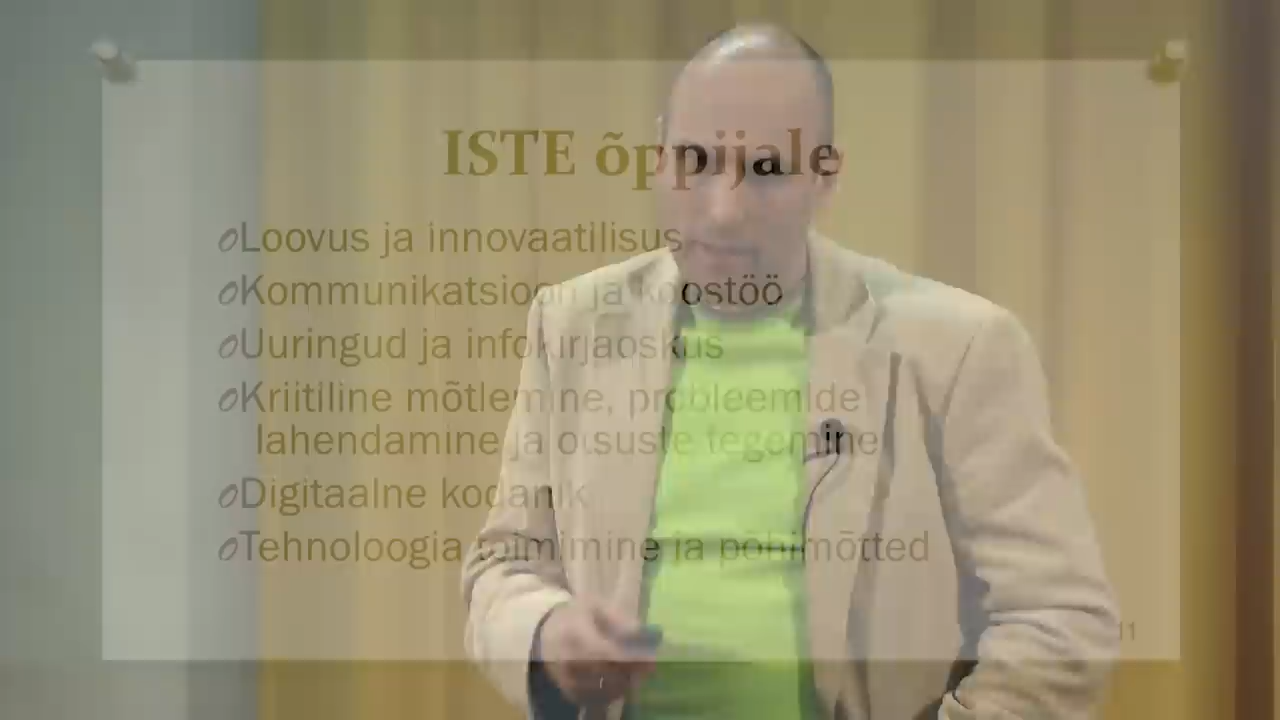 ISTE õppijale
Loovus ja innovaatilisus
Kommunikatsioon ja koostöö
Uuringud ja infokirjaoskus
Kriitiline mõtlemine, probleemide
lahendamine ja otsuste tegemine
Digitaalne kodanik
Tehnoloogia toimimine ja põhimõtted
11